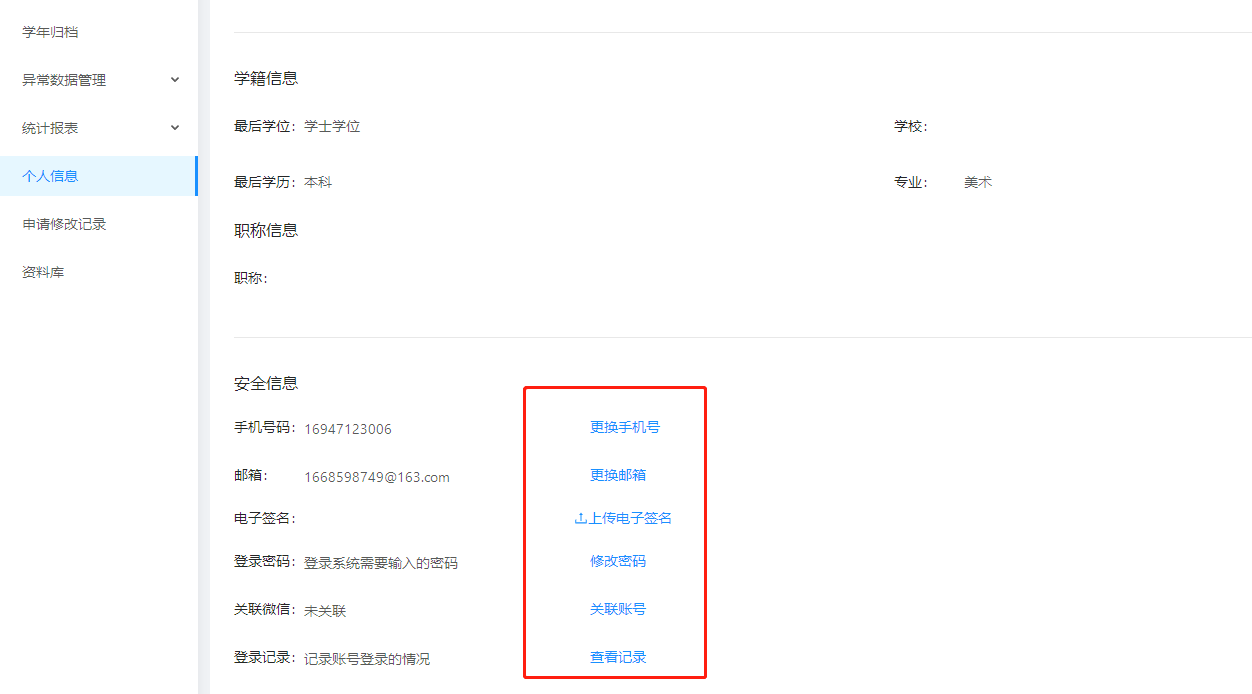 学年归档
异常数据管理
统计报表
个人信息
申请修改记录
资料库
学籍信息
最后学位: 学士学位 学校:
最后学历: 本科 专业: 美术
职称信息
职称:
安全信息
手机号码: 16947123006 更换手机号
邮箱: 1668598749@163.com 更换邮箱
电子签名: 上传电子签名
登录密码: 登录系统需要输入的密码 修改密码
关联微信: 未关联 关联账号
登录记录: 记录账号登录的情况 查看记录